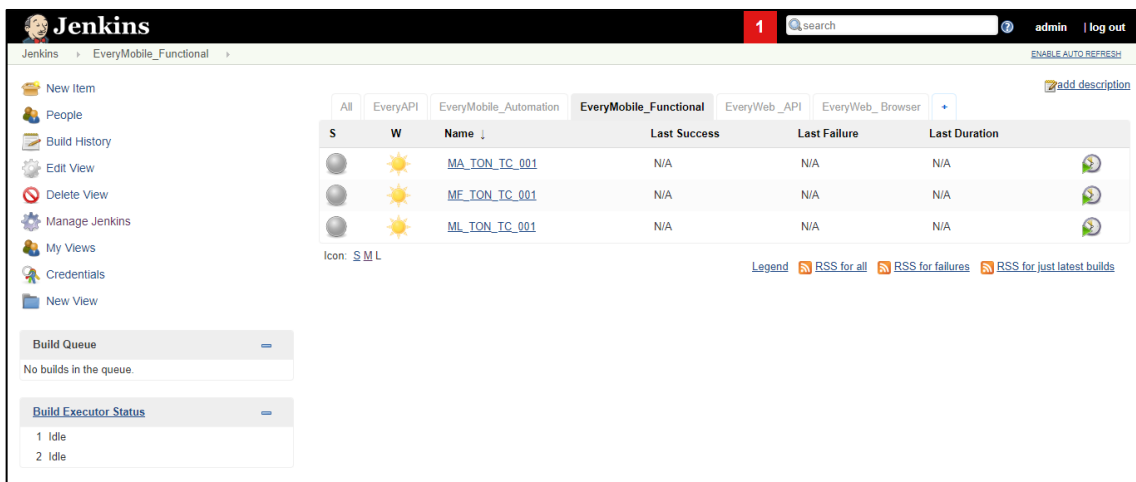 Jenkins 1 search admin | log out
Jenkins EveryMobile_Functional ENABLE AUTO REFRESH
add description
New Item
People
Build History
Edit View
Delete View
Manage Jenkins
My Views
Credentials
New View
Build Queue
No builds in the queue.
Build Executor Status
1 Idle
2 Idle
All EveryAPI EveryMobile_Automation EveryMobile_Functional EveryWeb _API EveryWeb_ Browser +
S W Name ↓ Last Success Last Failure Last Duration
MA_TON_TC_001 N/A N/A N/A
MF_TON_TC_001 N/A N/A N/A
ML_TON_TC_001 N/A N/A N/A
Icon: S M L
Legend RSS for all RSS for failures RSS for just latest builds